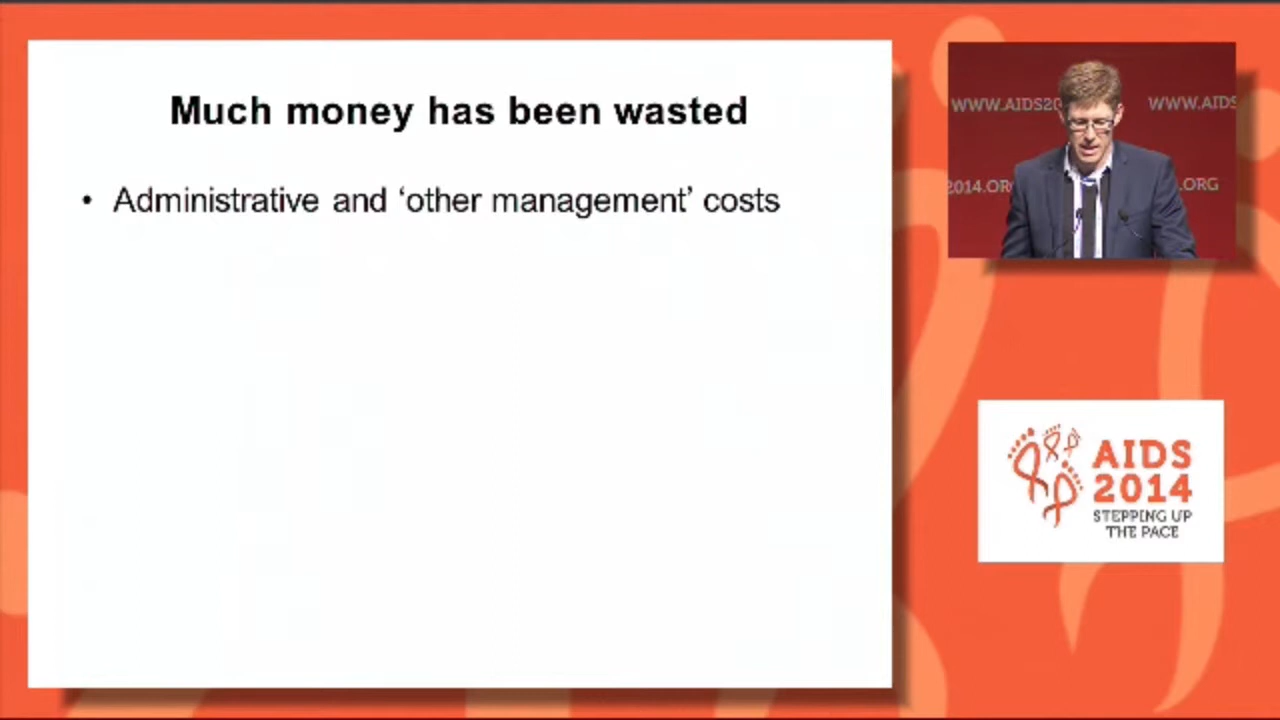 Much money has been wasted
• Administrative and ‘other management’ costs
WWW.AIDS20
WWW.AIDS
2014.OR
.ORG
AIDS
2014
STEPPING UP
THE PACE